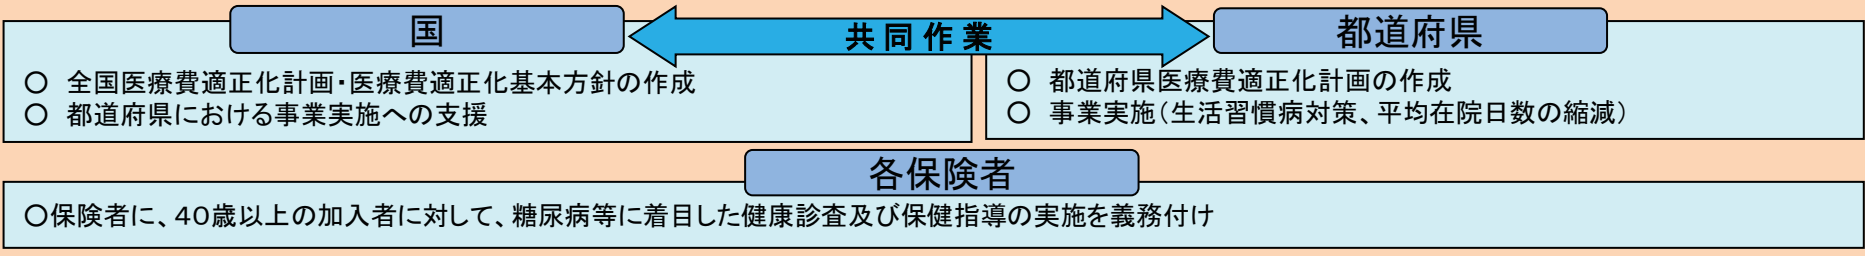 国
共同作業
都道府県
○ 全国医療費適正化計画・医療費適正化基本方針の作成
○ 都道府県における事業実施への支援
○ 都道府県医療費適正化計画の作成
○ 事業実施（生活習慣病対策、平均在院日数の縮減）
各保険者
○保険者に、４０歳以上の加入者に対して、糖尿病等に着目した健康診査及び保健指導の実施を義務付け